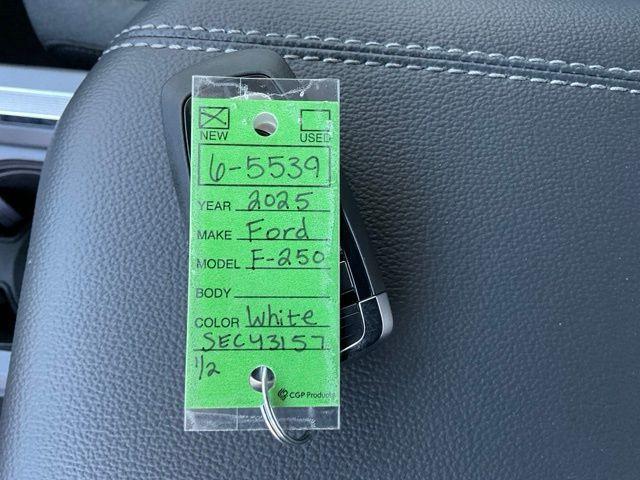 NEW USED
6-5539
YEAR 2025
MAKE Ford
MODEL F-250
BODY
COLOR White
SEC43157
1/2
CGP Products